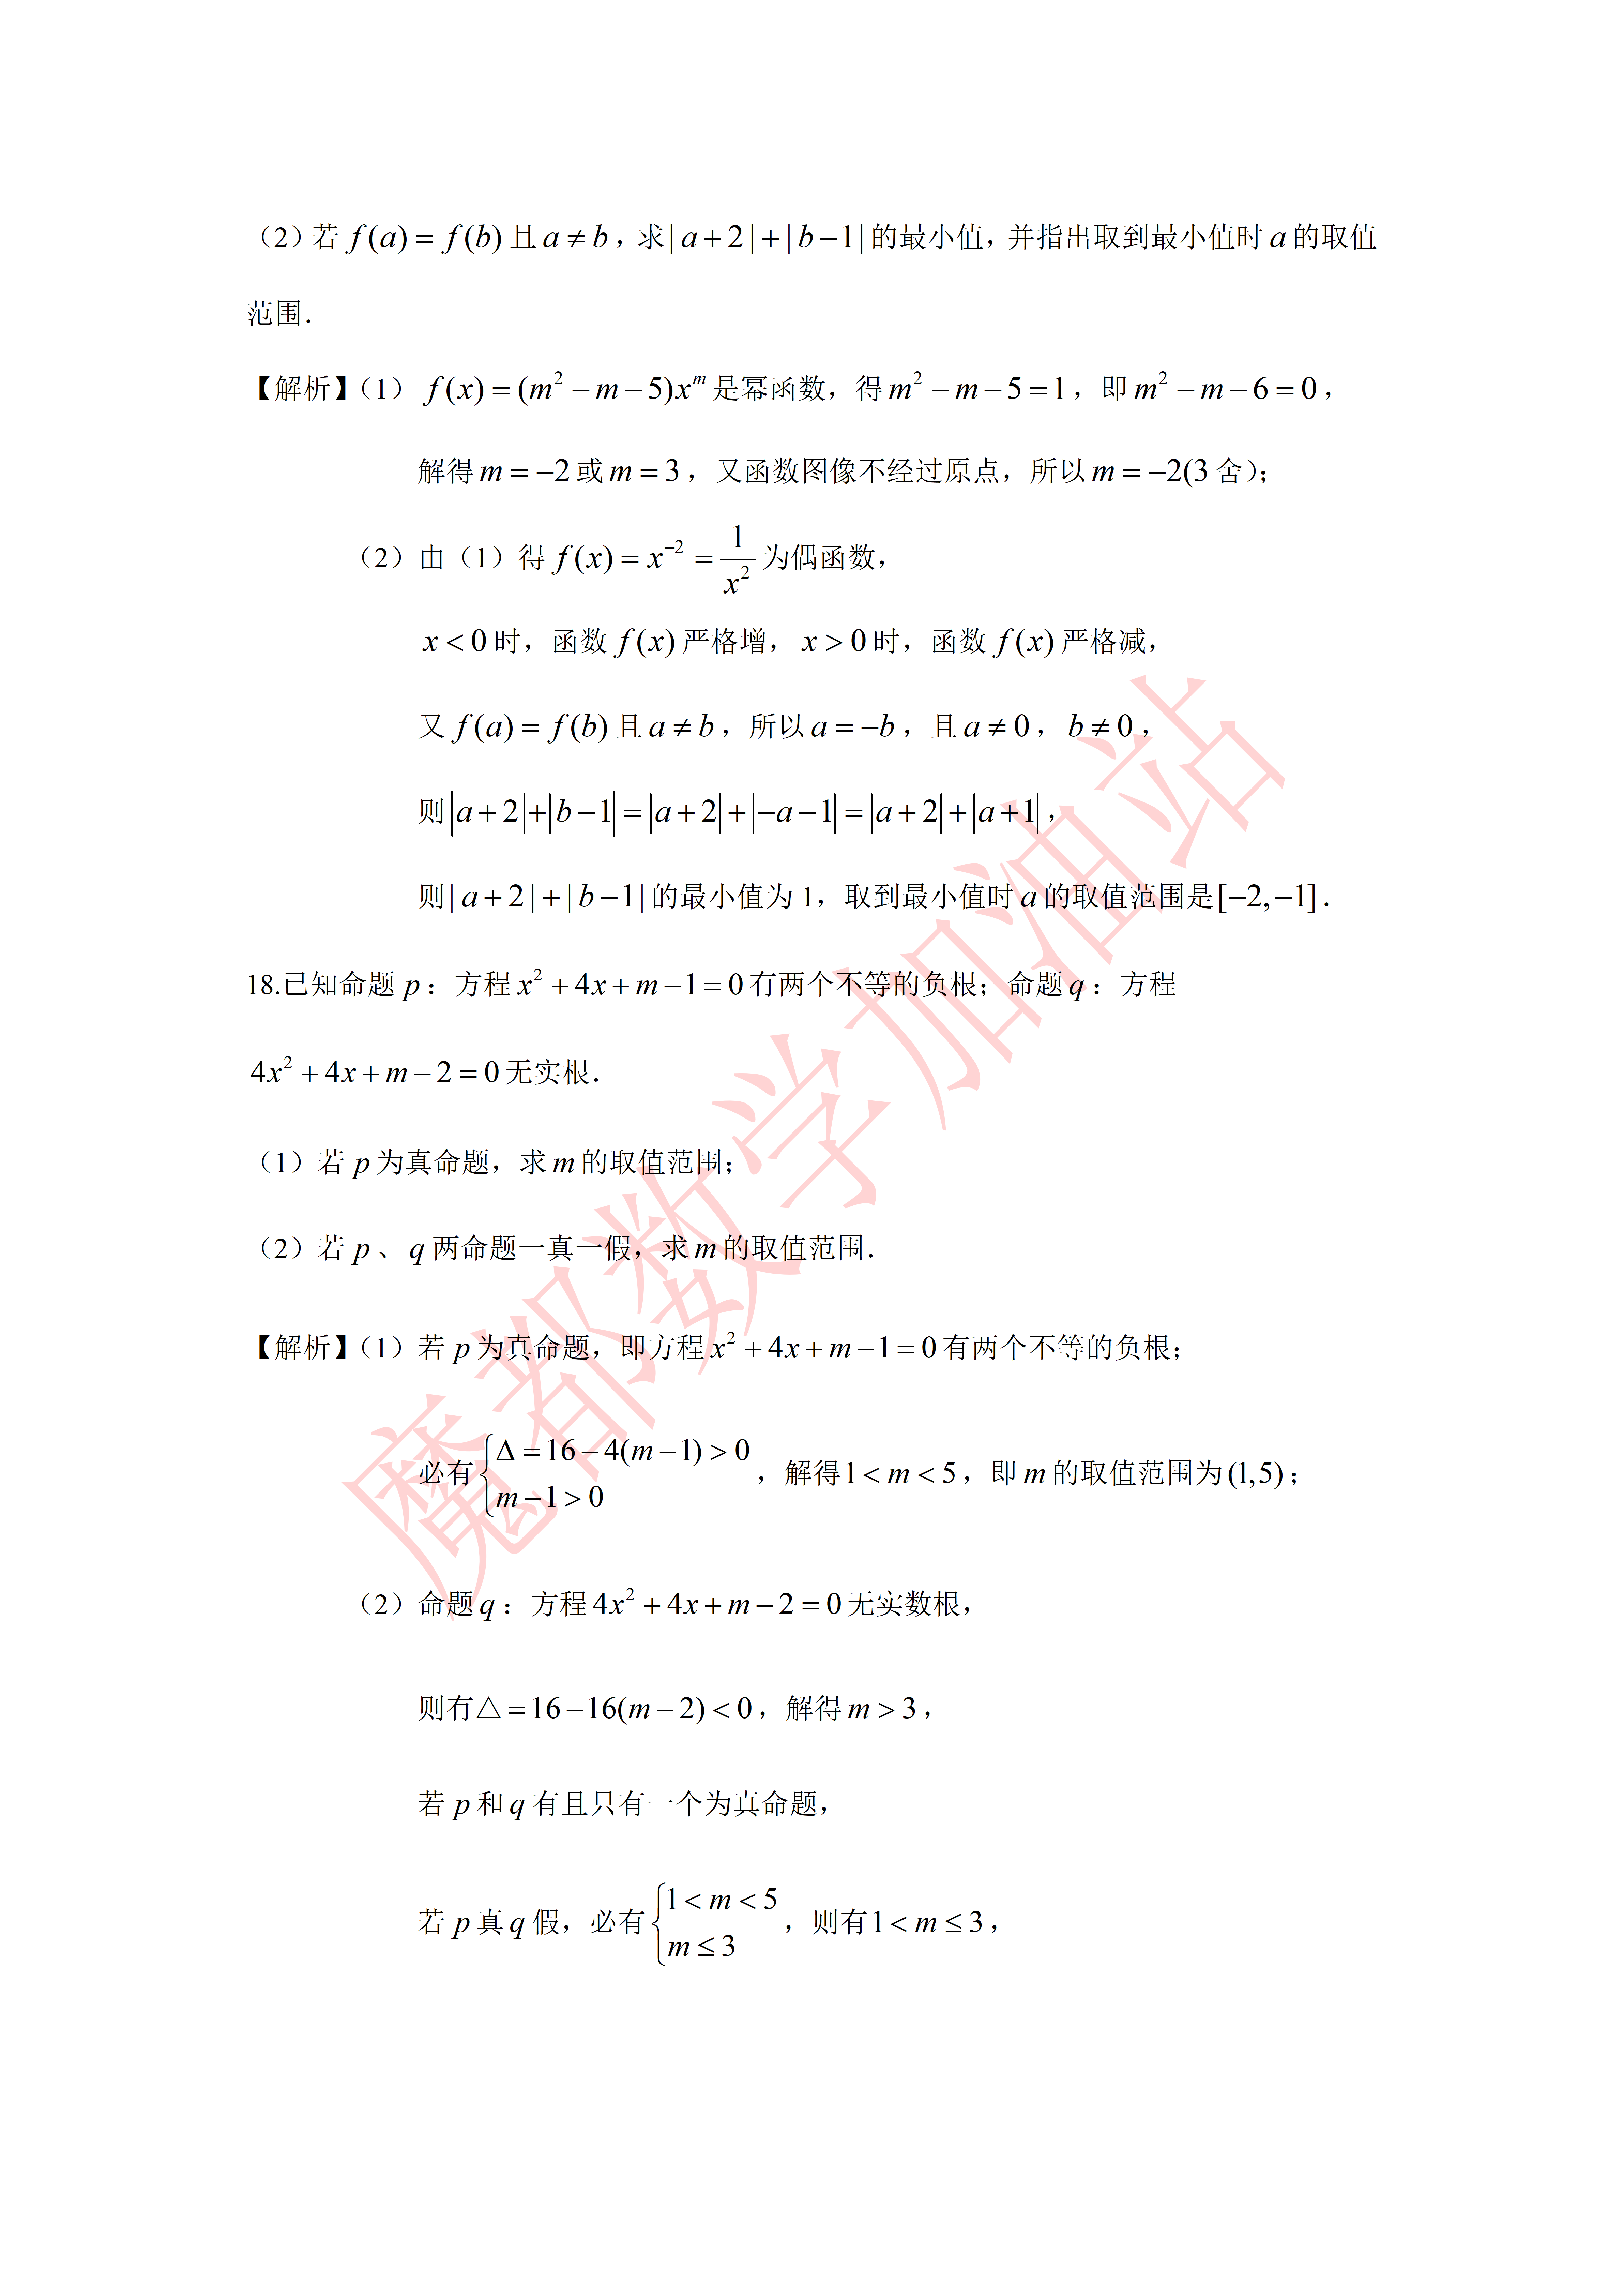 （2）若 f(a) = f(b) 且 a ≠ b，求 | a + 2 | + | b − 1| 的最小值，并指出取到最小值时 a 的取值
范围．
【解析】（1） f(x) = (m² − m − 5)xᵐ 是幂函数，得 m² − m − 5 = 1，即 m² − m − 6 = 0，
解得 m = −2 或 m = 3，又函数图像不经过原点，所以 m = −2(3 舍)；
（2）由（1）得 f(x) = x⁻² = 1/x² 为偶函数，
x < 0 时，函数 f(x) 严格增， x > 0 时，函数 f(x) 严格减，
又 f(a) = f(b) 且 a ≠ b，所以 a = −b，且 a ≠ 0， b ≠ 0，
则 |a + 2| + |b − 1| = |a + 2| + |−a − 1| = |a + 2| + |a + 1|，
则 | a + 2 | + | b − 1| 的最小值为 1，取到最小值时 a 的取值范围是 [−2, −1]．
18.已知命题 p：方程 x² + 4x + m − 1 = 0 有两个不等的负根；命题 q：方程
4x² + 4x + m − 2 = 0 无实根．
（1）若 p 为真命题，求 m 的取值范围；
（2）若 p 、 q 两命题一真一假，求 m 的取值范围．
【解析】（1）若 p 为真命题，即方程 x² + 4x + m − 1 = 0 有两个不等的负根；
必有 { Δ = 16 − 4(m − 1) > 0
m − 1 > 0 ，解得 1 < m < 5，即 m 的取值范围为 (1, 5)；
（2）命题 q：方程 4x² + 4x + m − 2 = 0 无实数根，
则有△ = 16 − 16(m − 2) < 0，解得 m > 3，
若 p 和 q 有且只有一个为真命题，
若 p 真 q 假，必有 { 1 < m < 5
m ≤ 3 ，则有 1 < m ≤ 3，
魔都数学加油站